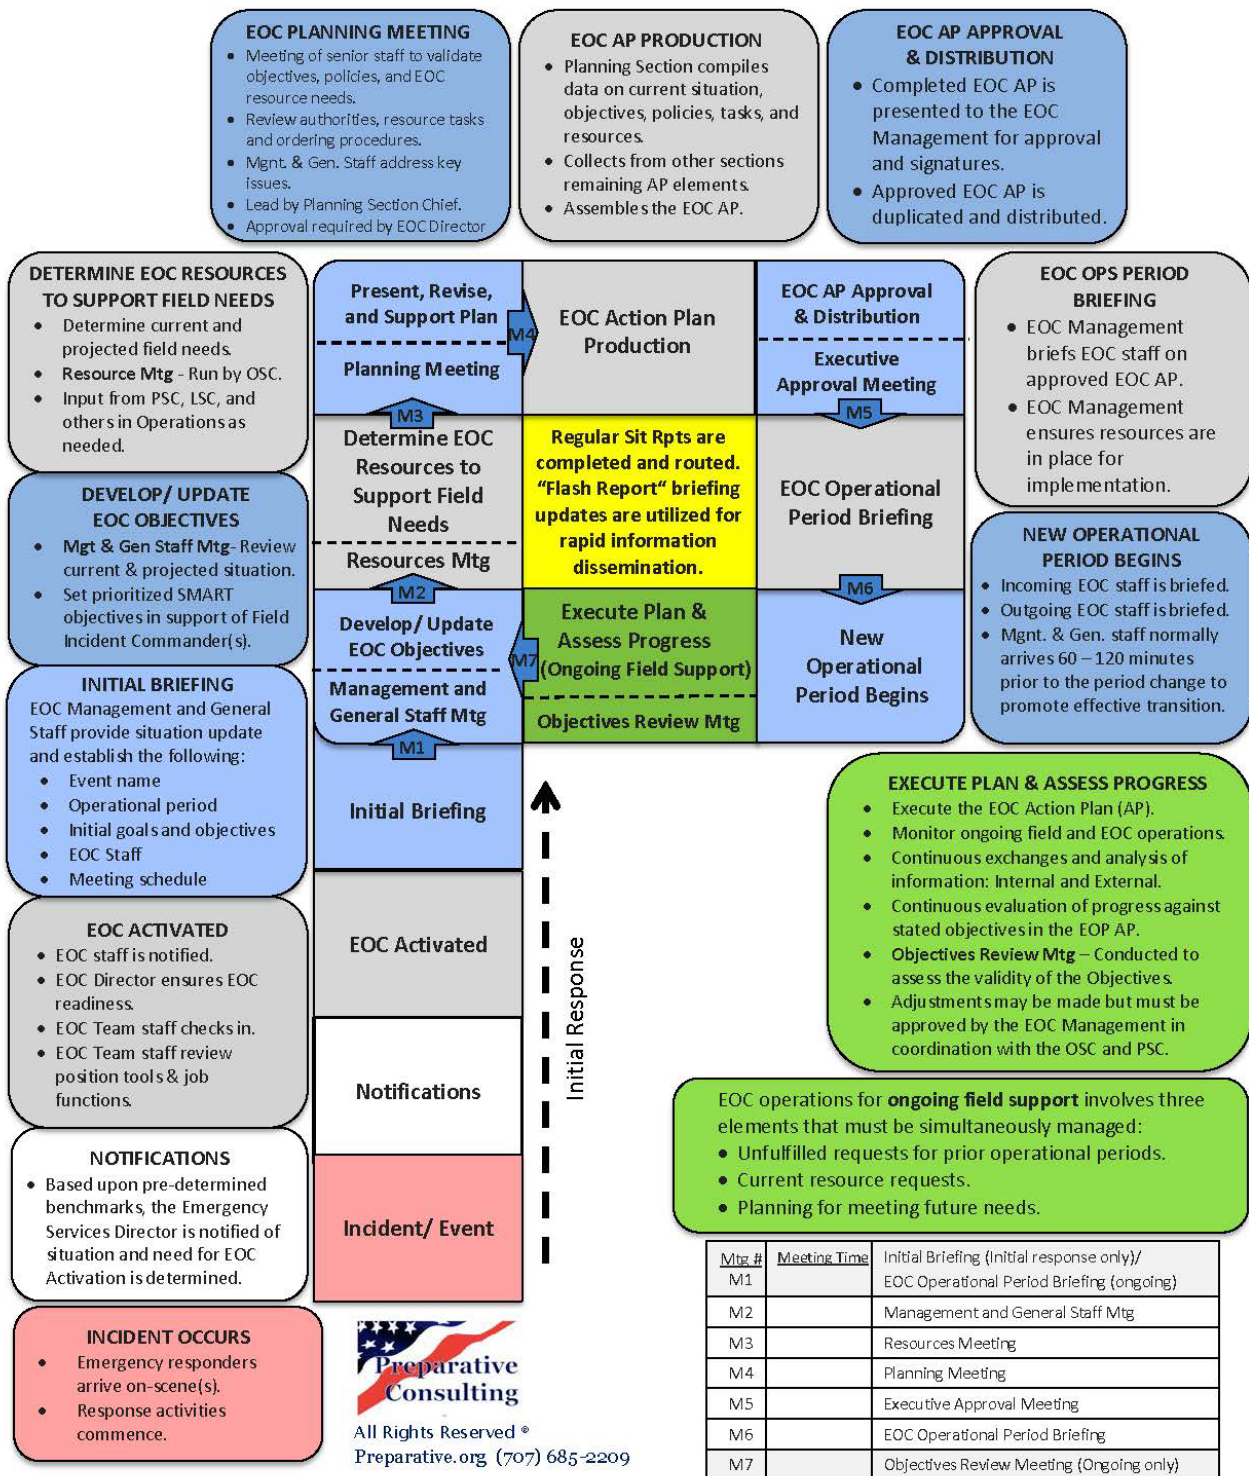 EOC PLANNING MEETING
• Meeting of senior staff to validate
objectives, policies, and EOC
resource needs.
• Review authorities, resource tasks
and ordering procedures.
• Mgnt. & Gen. Staff address key
issues.
• Lead by Planning Section Chief.
• Approval required by EOC Director
EOC AP PRODUCTION
• Planning Section compiles
data on current situation,
objectives, policies, tasks, and
resources.
• Collects from other sections
remaining AP elements.
• Assembles the EOC AP.
EOC AP APPROVAL
& DISTRIBUTION
• Completed EOC AP is
presented to the EOC
Management for approval
and signatures.
• Approved EOC AP is
duplicated and distributed.
DETERMINE EOC RESOURCES
TO SUPPORT FIELD NEEDS
• Determine current and
projected field needs.
• Resource Mtg - Run by OSC.
• Input from PSC, LSC, and
others in Operations as
needed.
DEVELOP/ UPDATE
EOC OBJECTIVES
• Mgt & Gen Staff Mtg- Review
current & projected situation.
• Set prioritized SMART
objectives in support of Field
Incident Commander(s).
INITIAL BRIEFING
EOC Management and General
Staff provide situation update
and establish the following:
• Event name
• Operational period
• Initial goals and objectives
• EOC Staff
• Meeting schedule
EOC ACTIVATED
• EOC staff is notified.
• EOC Director ensures EOC
readiness.
• EOC Team staff checks in.
• EOC Team staff review
position tools & job
functions.
NOTIFICATIONS
• Based upon pre-determined
benchmarks, the Emergency
Services Director is notified of
situation and need for EOC
Activation is determined.
INCIDENT OCCURS
• Emergency responders
arrive on-scene(s).
• Response activities
commence.
Present, Revise,
and Support Plan
Planning Meeting
M4
M3
Determine EOC
Resources to
Support Field
Needs
Resources Mtg
M2
Develop/ Update
EOC Objectives
Management and
General Staff Mtg
M1
Initial Briefing
EOC Activated
Notifications
Incident/ Event
EOC Action Plan
Production
Regular Sit Rpts are
completed and routed.
“Flash Report“ briefing
updates are utilized for
rapid information
dissemination.
M7
Execute Plan &
Assess Progress
(Ongoing Field Support)
Objectives Review Mtg
Initial Response
EOC AP Approval
& Distribution
Executive
Approval Meeting
M5
EOC Operational
Period Briefing
M6
New
Operational
Period Begins
EOC OPS PERIOD
BRIEFING
• EOC Management
briefs EOC staff on
approved EOC AP.
• EOC Management
ensures resources are
in place for
implementation.
NEW OPERATIONAL
PERIOD BEGINS
• Incoming EOC staff is briefed.
• Outgoing EOC staff is briefed.
• Mgnt. & Gen. staff normally
arrives 60 – 120 minutes
prior to the period change to
promote effective transition.
EXECUTE PLAN & ASSESS PROGRESS
• Execute the EOC Action Plan (AP).
• Monitor ongoing field and EOC operations.
• Continuous exchanges and analysis of
information: Internal and External.
• Continuous evaluation of progress against
stated objectives in the EOP AP.
• Objectives Review Mtg – Conducted to
assess the validity of the Objectives.
• Adjustments may be made but must be
approved by the EOC Management in
coordination with the OSC and PSC.
EOC operations for ongoing field support involves three
elements that must be simultaneously managed:
• Unfulfilled requests for prior operational periods.
• Current resource requests.
• Planning for meeting future needs.
Mtg # Meeting Time Initial Briefing (Initial response only)/
M1 EOC Operational Period Briefing (ongoing)
M2 Management and General Staff Mtg
M3 Resources Meeting
M4 Planning Meeting
M5 Executive Approval Meeting
M6 EOC Operational Period Briefing
M7 Objectives Review Meeting (Ongoing only)
Preparative
Consulting
All Rights Reserved ®
Preparative.org (707) 685-2209